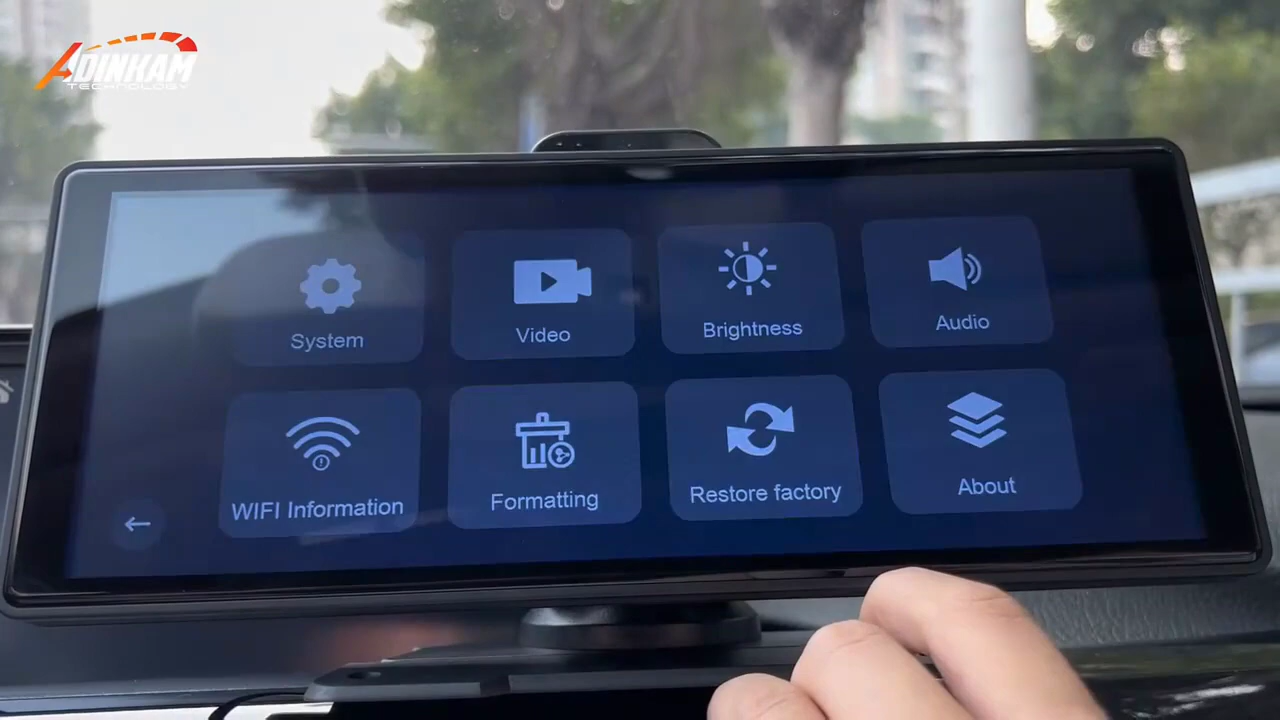 ADINKAM
TECHNOLOGY
System
Video
Brightness
Audio
WIFI Information
Formatting
Restore factory
About